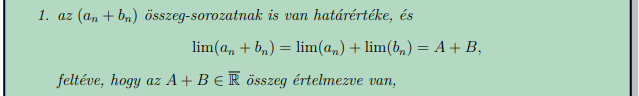 1. az (aₙ + bₙ) összeg-sorozatnak is van határértéke, és
lim(aₙ + bₙ) = lim(aₙ) + lim(bₙ) = A + B,
feltéve, hogy az A + B ∈ ℝ̅ összeg értelmezve van,